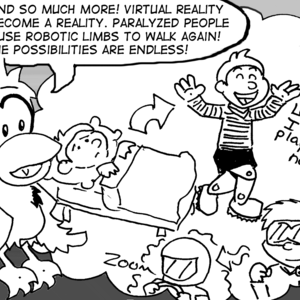 ND SO MUCH MORE! VIRTUAL REALITY
ECOME A REALITY. PARALYZED PEOPLE
USE ROBOTIC LIMBS TO WALK AGAIN!
E POSSIBILITIES ARE ENDLESS!
ZOOM